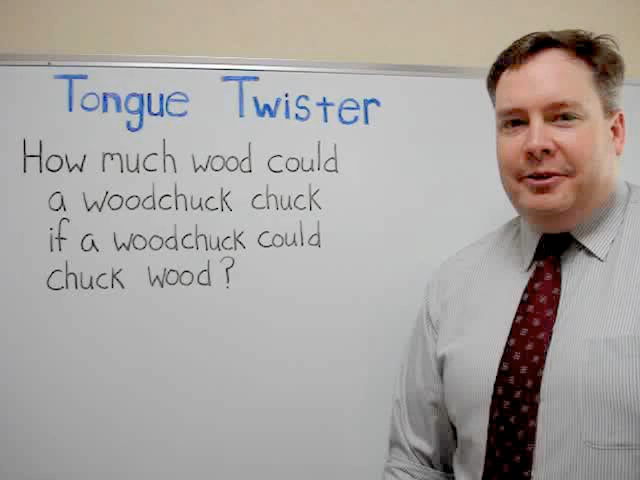 Tongue Twister
How much wood could
a woodchuck chuck
if a woodchuck could
chuck wood?